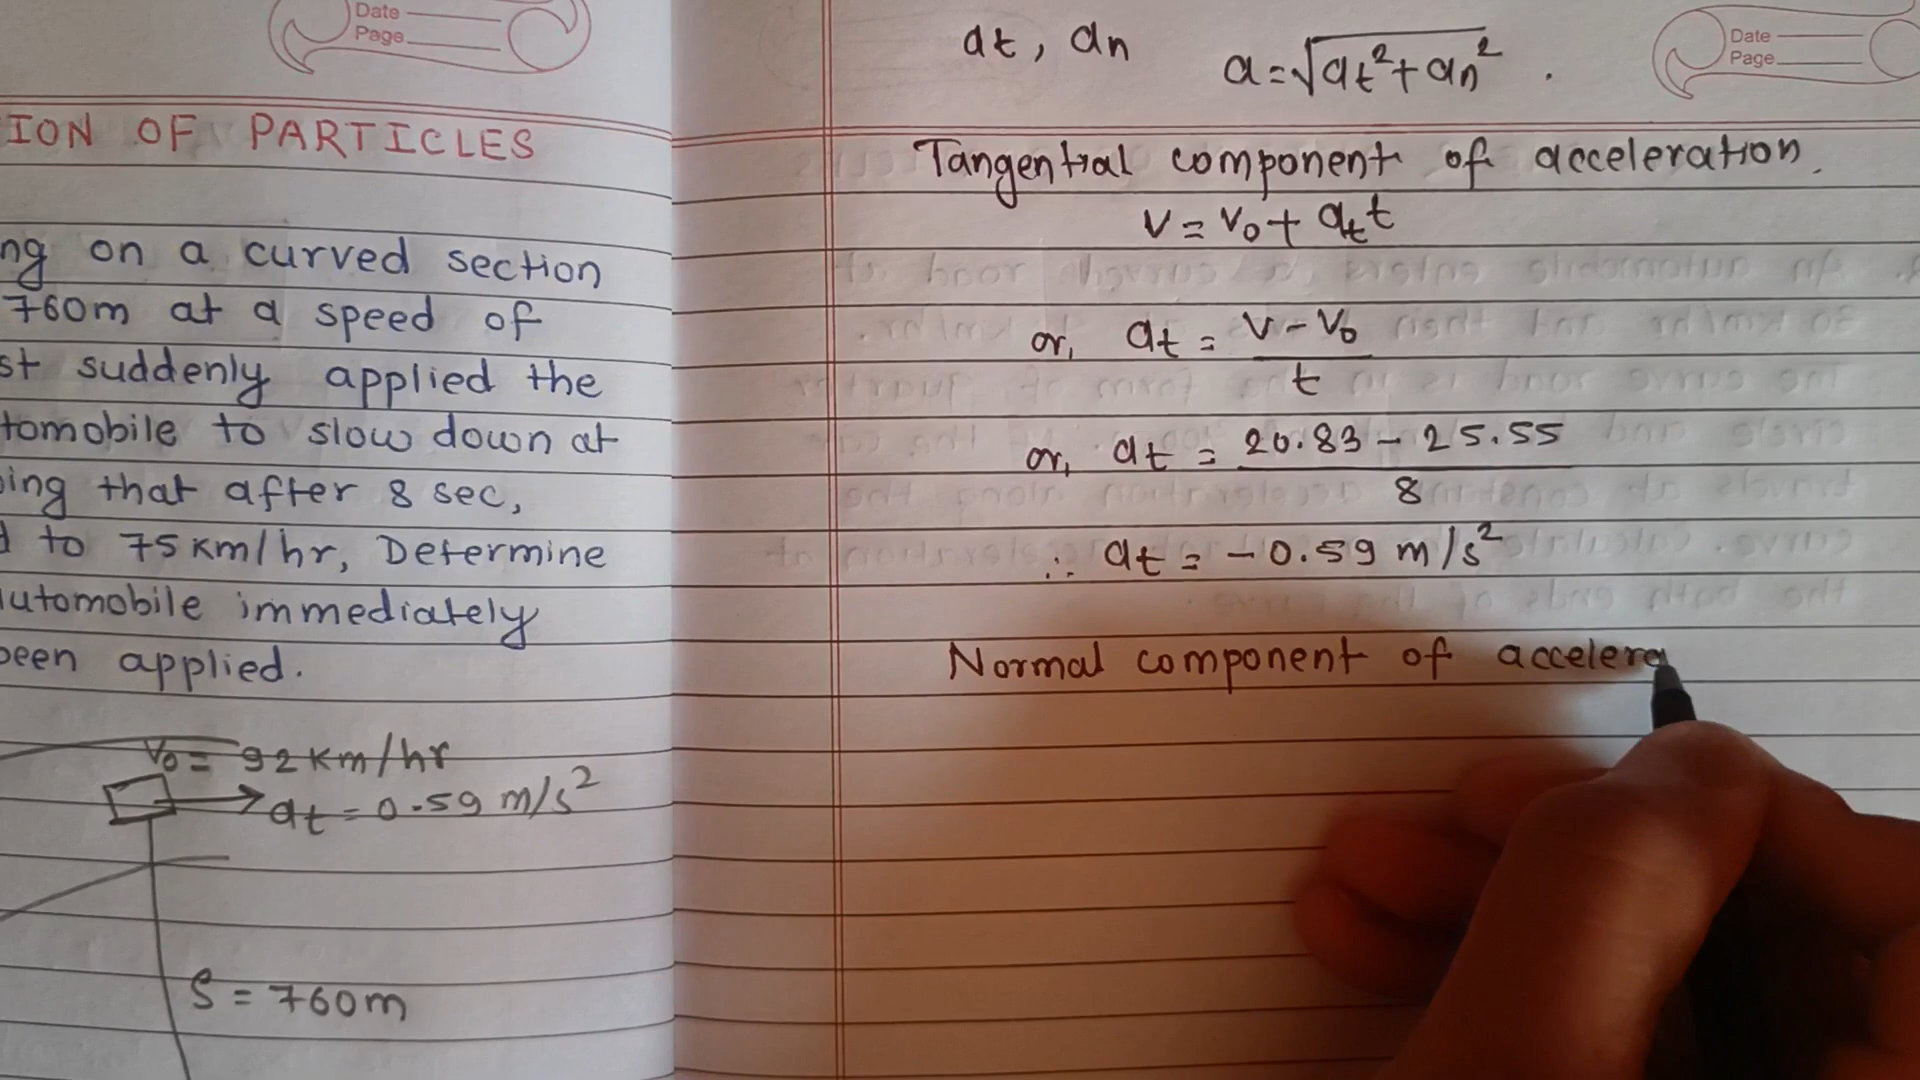 Date
Page
ION OF PARTICLES
ng on a curved section
760m at a speed of
st suddenly applied the
tomobile to slow down at
ing that after 8 sec,
d to 75 km/hr, Determine
utomobile immediately
been applied.
V₀ = 92 km/hr
at = 0.59 m/s²
ρ = 760m
at, an
a = √at² + an² .
Date
Page
Tangential component of acceleration.
V = V₀ + at t
or, at = V - V₀ / t
or, at = 20.83 - 25.55 / 8
∴ at = -0.59 m/s²
Normal component of accelera